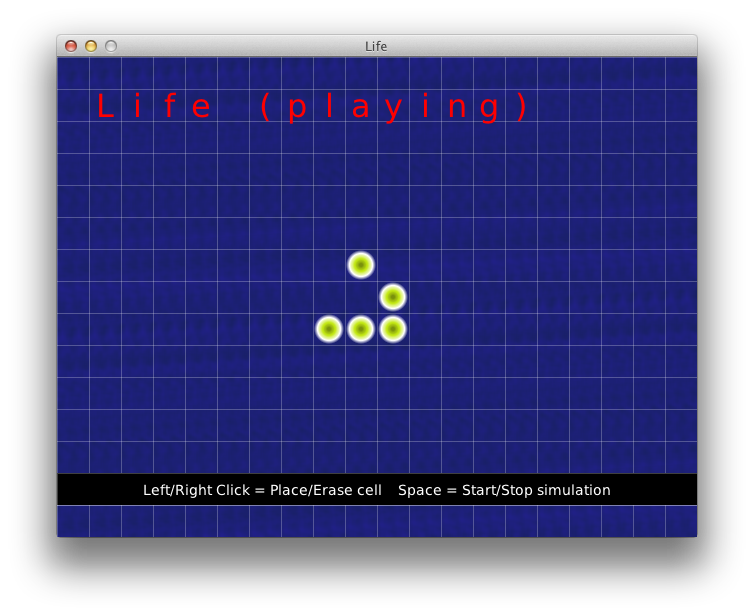 Life
Life (playing)
Left/Right Click = Place/Erase cell    Space = Start/Stop simulation